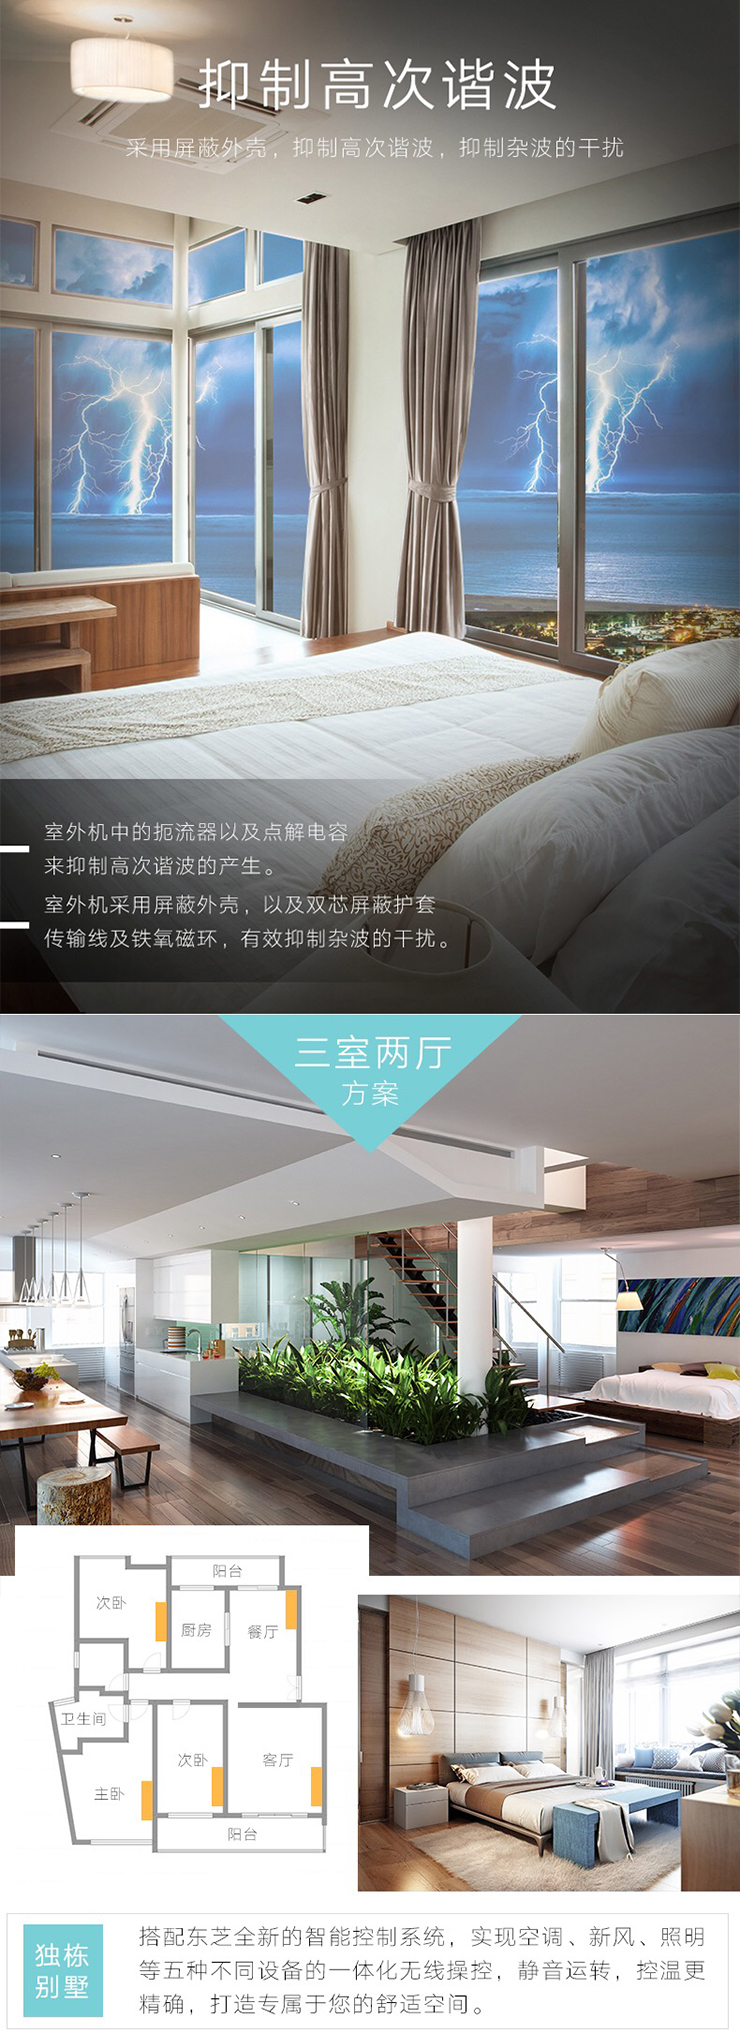 抑制高次谐波
采用屏蔽外壳，抑制高次谐波，抑制杂波的干扰
室外机中的扼流器以及点解电容
来抑制高次谐波的产生。
室外机采用屏蔽外壳，以及双芯屏蔽护套
传输线及铁氧磁环，有效抑制杂波的干扰。
三室两厅
方案
阳台
次卧
厨房
餐厅
卫生间
次卧
客厅
主卧
阳台
独栋
别墅
搭配东芝全新的智能控制系统，实现空调、新风、照明
等五种不同设备的一体化无线操控，静音运转，控温更
精确，打造专属于您的舒适空间。